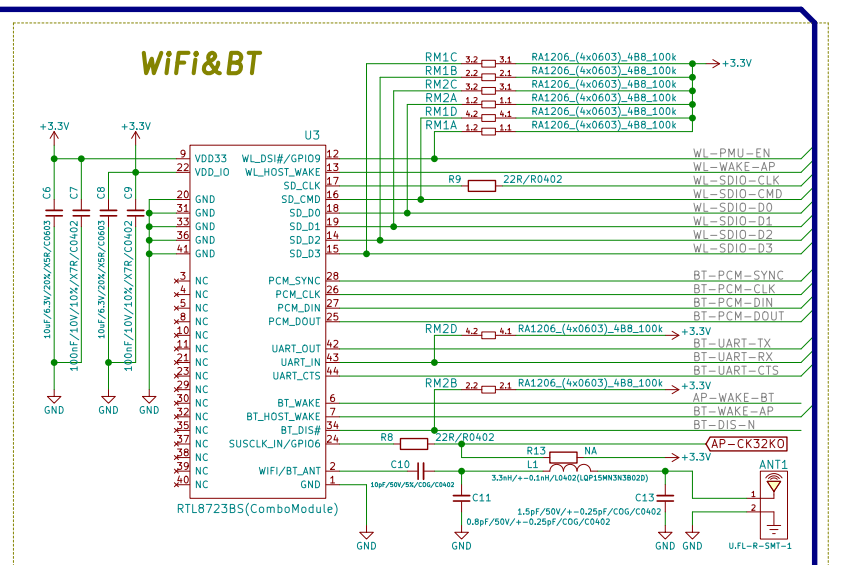 WiFi&BT
RM1C 3.2 3.1 RA1206_(4x0603)_4B8_100k
+3.3V
RM1B 2.2 2.1 RA1206_(4x0603)_4B8_100k
RM2C 3.2 3.1 RA1206_(4x0603)_4B8_100k
RM2A 1.2 1.1 RA1206_(4x0603)_4B8_100k
RM1D 4.2 4.1 RA1206_(4x0603)_4B8_100k
RM1A 1.2 1.1 RA1206_(4x0603)_4B8_100k
+3.3V +3.3V U3
9 VDD33 WL_DSI#/GPIO9 12 WL-PMU-EN
22 VDD_IO WL_HOST_WAKE 13 WL-WAKE-AP
SD_CLK 17 R9 22R/R0402 WL-SDIO-CLK
20 GND SD_CMD 16 WL-SDIO-CMD
31 GND SD_D0 18 WL-SDIO-D0
33 GND SD_D1 19 WL-SDIO-D1
36 GND SD_D2 14 WL-SDIO-D2
41 GND SD_D3 15 WL-SDIO-D3
C6 10uF/6.3V/20%/X5R/C0603
C7 100nF/10V/10%/X7R/C0402
C8 10uF/6.3V/20%/X5R/C0603
C9 100nF/10V/10%/X7R/C0402
3 NC PCM_SYNC 28 BT-PCM-SYNC
4 NC PCM_CLK 26 BT-PCM-CLK
5 NC PCM_DIN 27 BT-PCM-DIN
8 NC PCM_DOUT 25 BT-PCM-DOUT
10 NC RM2D 4.2 4.1 RA1206_(4x0603)_4B8_100k +3.3V
11 NC UART_OUT 42 BT-UART-TX
21 NC UART_IN 43 BT-UART-RX
23 NC UART_CTS 44 BT-UART-CTS
29 NC RM2B 2.2 2.1 RA1206_(4x0603)_4B8_100k +3.3V
30 NC BT_WAKE 6 AP-WAKE-BT
32 NC BT_HOST_WAKE 7 BT-WAKE-AP
35 NC BT_DIS# 34 BT-DIS-N
37 NC SUSCLK_IN/GPIO6 24 R8 22R/R0402 AP-CK32KO
38 NC R13 NA +3.3V
39 NC WIFI/BT_ANT 2 C10 10pF/50V/5%/C0G/C0402 L1 3.3nH/+-0.1nH/L0402(LQP15MN3N3B02D) ANT1
40 NC GND 1
GND GND GND
RTL8723BS(ComboModule)
C11 C13 1
1.5pF/50V/+-0.25pF/C0G/C0402 2
0.8pF/50V/+-0.25pF/C0G/C0402
GND GND GND GND U.FL-R-SMT-1